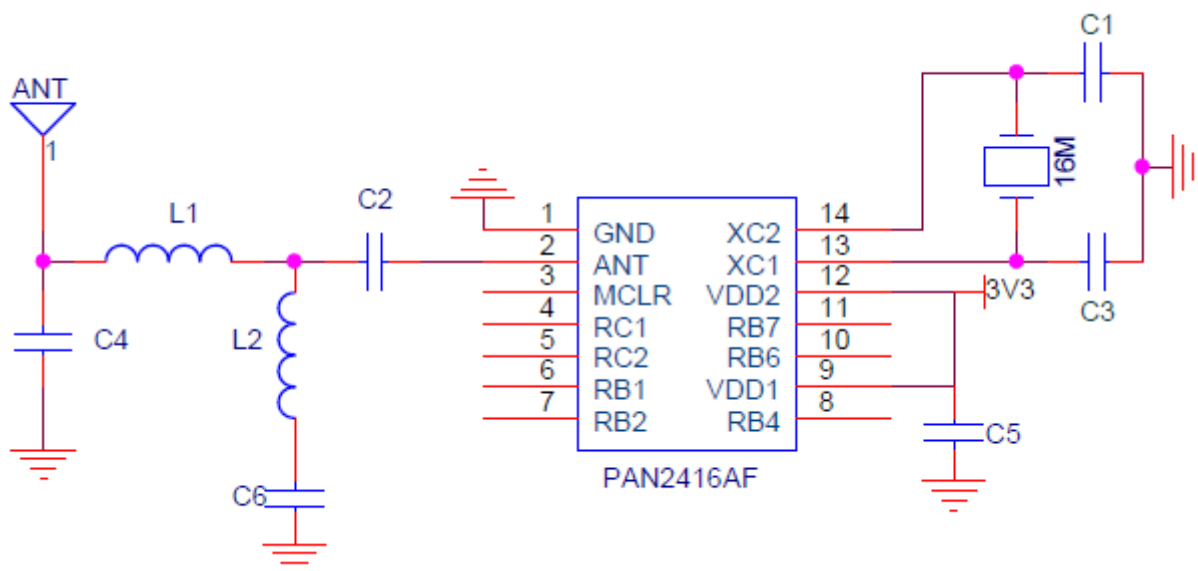 C1
ANT
1
16M
C2
L1
1
14
GND
XC2
2
13
ANT
XC1
3
12
MCLR
VDD2
3V3
C3
4
11
C4
L2
RC1
RB7
5
10
RC2
RB6
6
9
RB1
VDD1
7
8
RB2
RB4
C5
PAN2416AF
C6